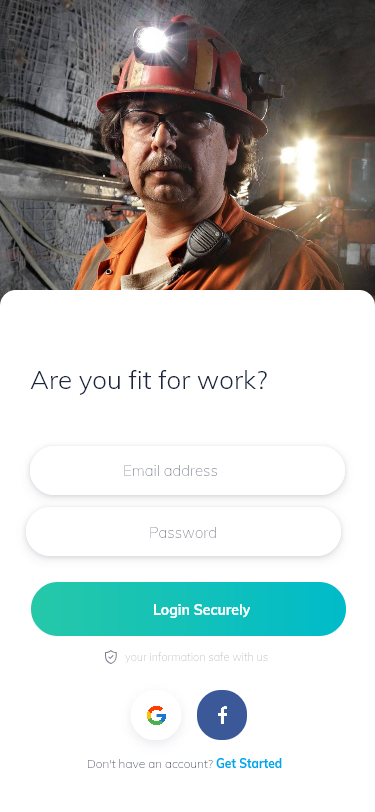 Are you fit for work?
Email address
Password
Login Securely
your information safe with us
Don't have an account? Get Started